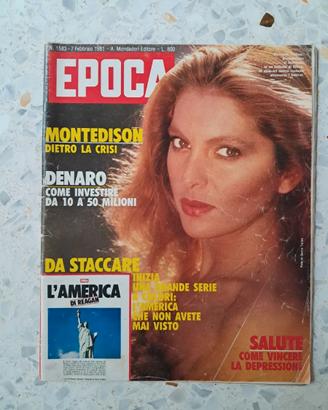 N. 1583 - 7 Febbraio 1981 - A. Mondadori Editore - L. 800
EPOCA
MONTEDISON
DIETRO LA CRISI
DENARO
COME INVESTIRE
DA 10 A 50 MILIONI
DA STACCARE
INIZIA
UNA GRANDE SERIE
A COLORI:
L'AMERICA
CHE NON AVETE
MAI VISTO
L'AMERICA
DI REAGAN
SALUTE
COME VINCERE
LA DEPRESSIONE